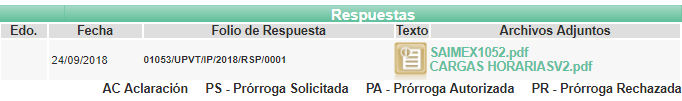 Respuestas
Edo. Fecha Folio de Respuesta Texto Archivos Adjuntos
24/09/2018 01053/UPVT/IP/2018/RSP/0001 SAIMEX1052.pdf
CARGAS HORARIASV2.pdf
AC Aclaración PS - Prórroga Solicitada PA - Prórroga Autorizada PR - Prórroga Rechazada